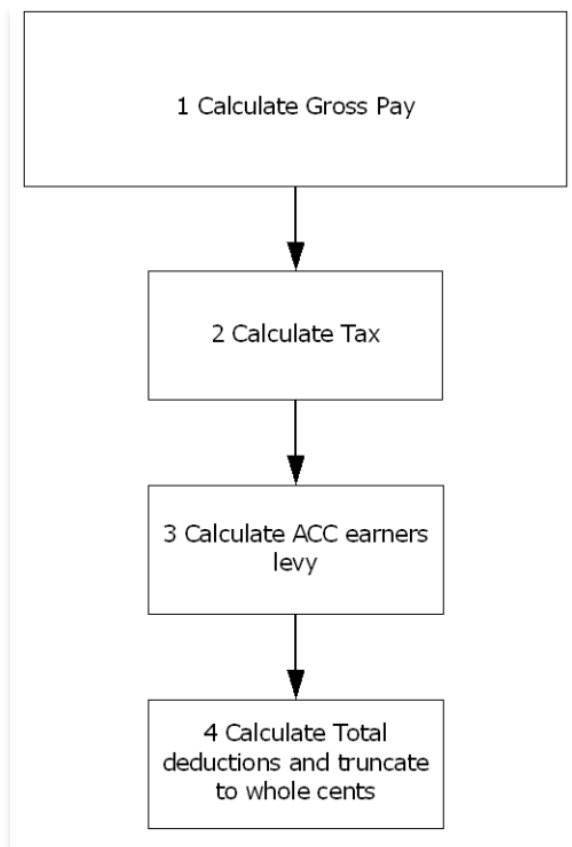 1 Calculate Gross Pay
2 Calculate Tax
3 Calculate ACC earners
levy
4 Calculate Total
deductions and truncate
to whole cents